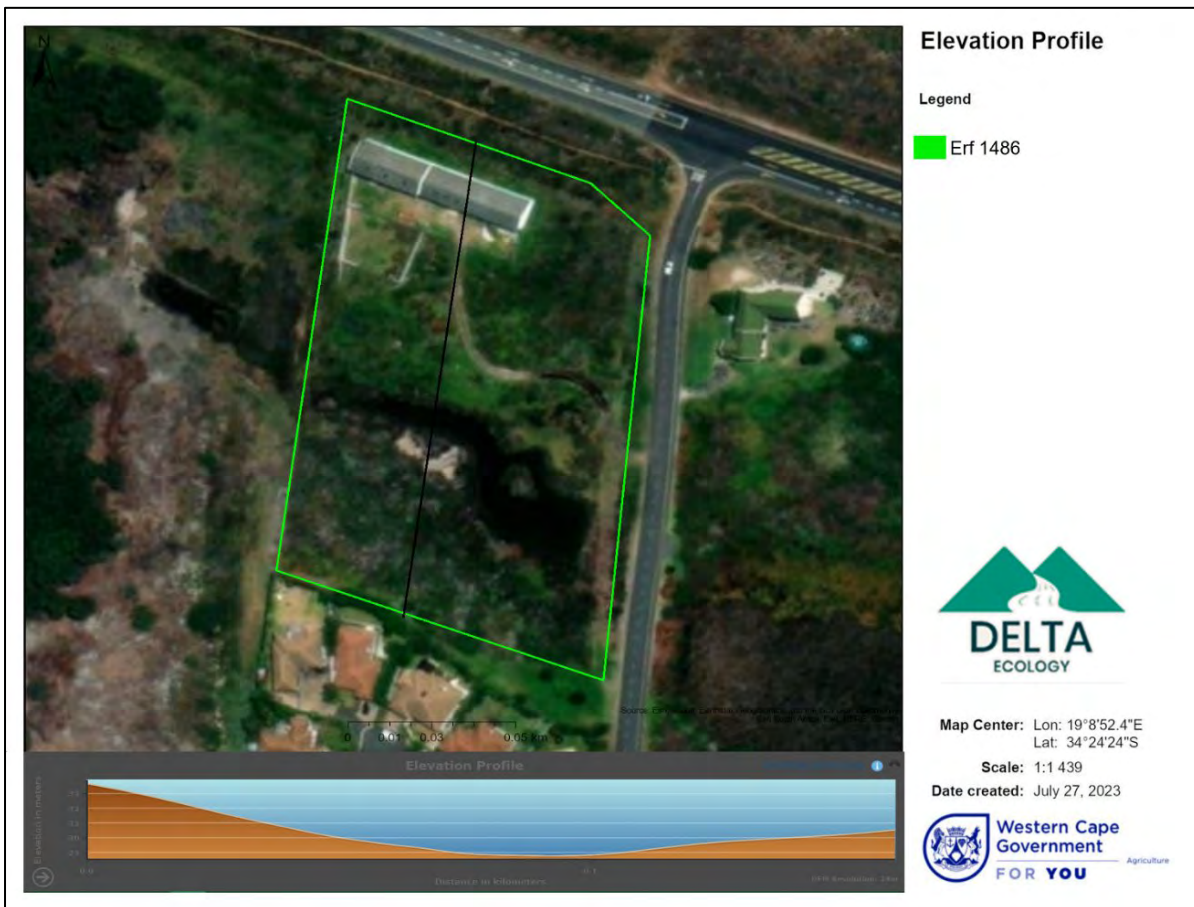 Elevation Profile
Legend
Erf 1486
N
0 0.01 0.03 0.05 km
DELTA
ECOLOGY
Map Center: Lon: 19°8'52.4"E
Lat: 34°24'24"S
Scale: 1:1 439
Date created: July 27, 2023
Western Cape
Government
Agriculture
FOR YOU
Elevation Profile
Elevation in meters
0.0 0.1
Distance in kilometers